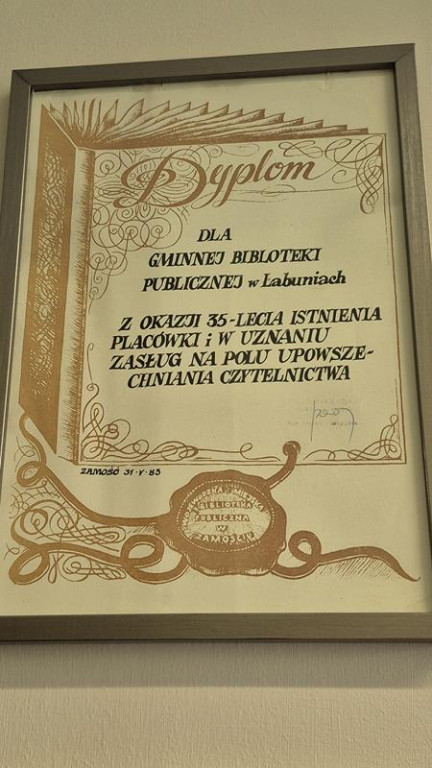 Dyplom
DLA
GMINNEJ BIBLOTEKI
PUBLICZNEJ w Łabuniach
Z OKAZJI 35-LECIA ISTNIENIA
PLACÓWKI i W UZNANIU
ZASŁUG NA POLU UPOWSZE-
CHNIANIA CZYTELNICTWA
ZAMOŚĆ 31·V·83
BIBLIOTEKA
PUBLICZNA
W
ZAMOŚCIU